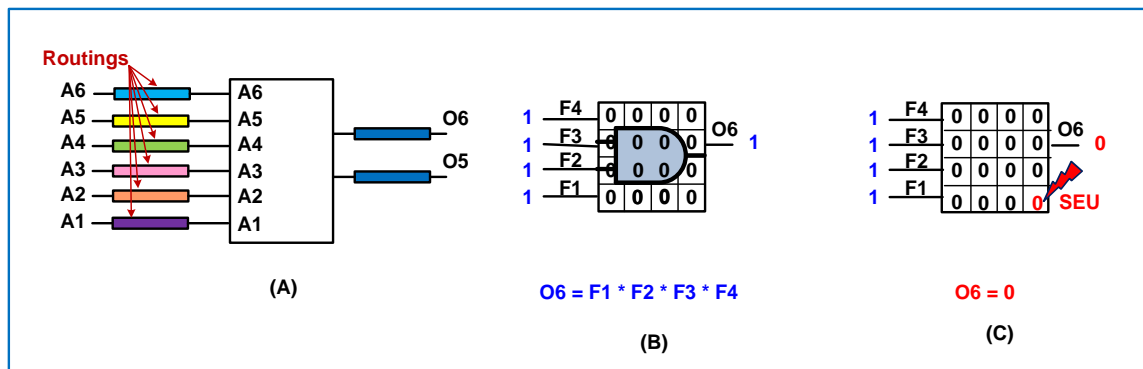 Routings
A6
A5
A4
A3
A2
A1
A6
A5
A4
A3
A2
A1
O6
O5
(A)
1 F4 0 0 0 0
1 F3 0 0 0 0 O6 1
1 F2 0 0 0 0
1 F1 0 0 0 0
O6 = F1 * F2 * F3 * F4
(B)
1 F4 0 0 0 0
1 F3 0 0 0 0 O6 0
1 F2 0 0 0 0
1 F1 0 0 0 0 SEU
O6 = 0
(C)